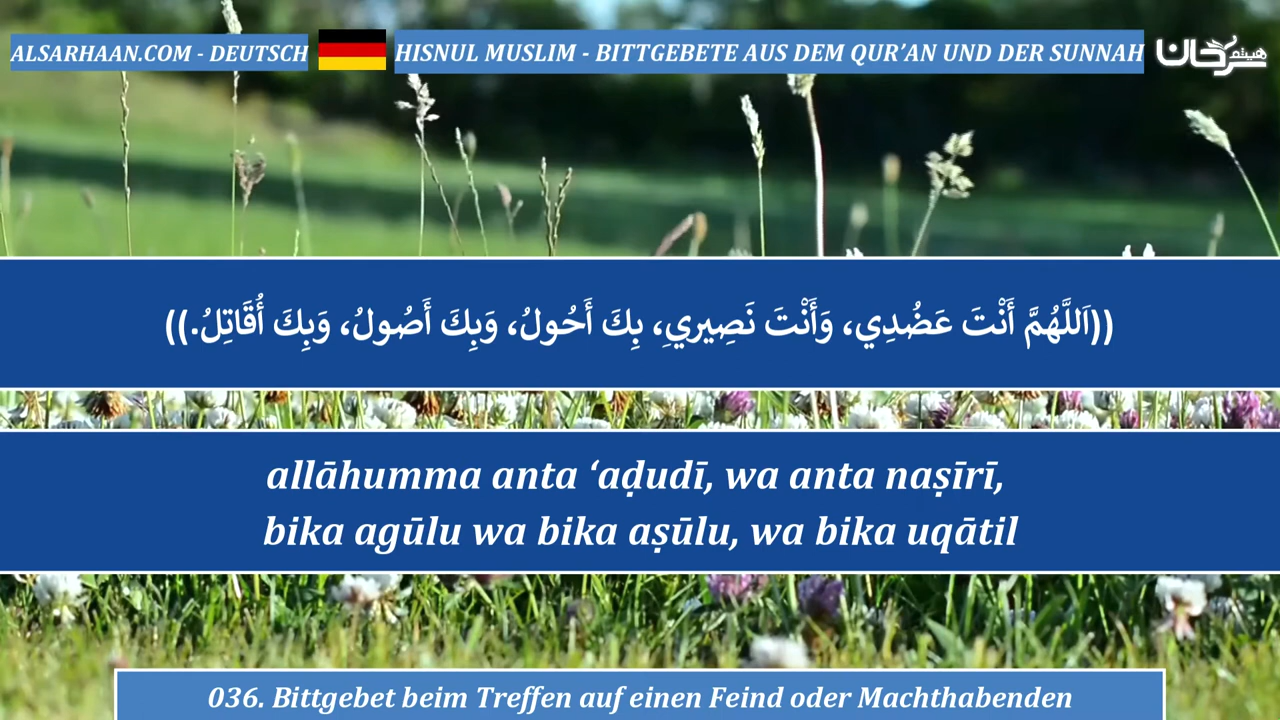 ALSARHAAN.COM - DEUTSCH
HISNUL MUSLIM - BITTGEBETE AUS DEM QUR’AN UND DER SUNNAH
هيثم سرحان
((اَللَّهُمَّ أَنْتَ عَضُدِي، وَأَنْتَ نَصِيرِي، بِكَ أَحُولُ، وَبِكَ أَصُولُ، وَبِكَ أُقَاتِلُ.))
allāhumma anta ‘aḍudī, wa anta naṣīrī,
bika agūlu wa bika aṣūlu, wa bika uqātil
036. Bittgebet beim Treffen auf einen Feind oder Machthabenden